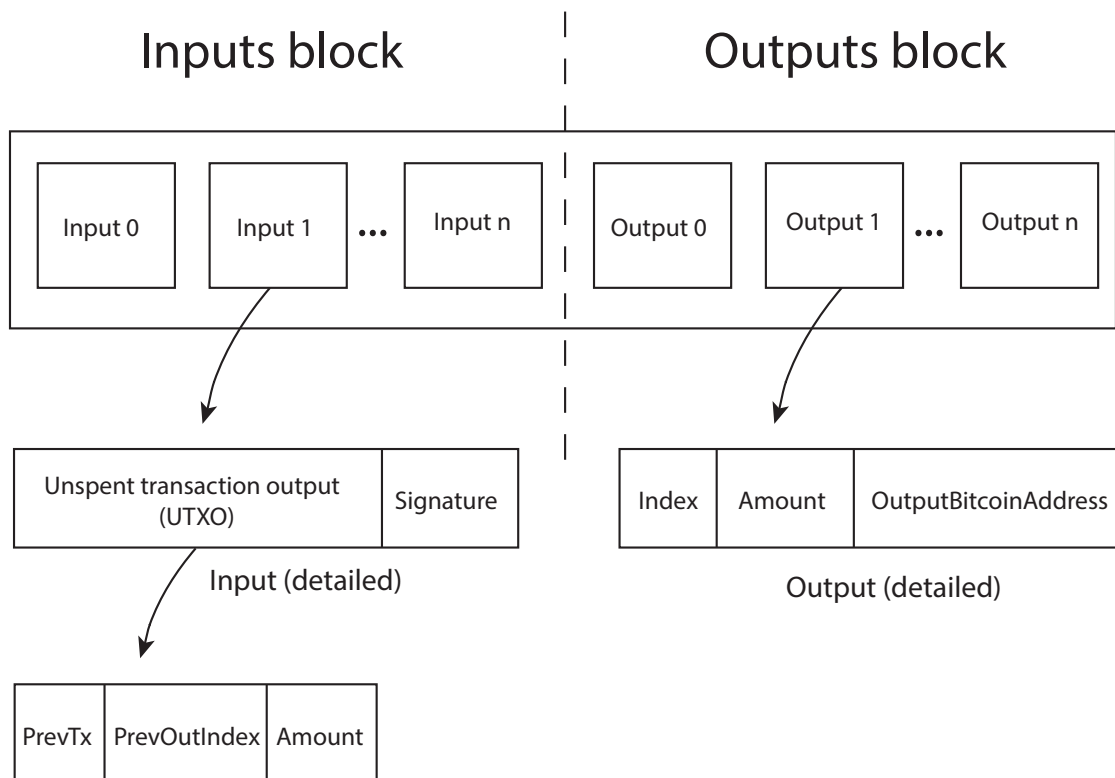 Inputs block
Outputs block
Input 0
Input 1
...
Input n
Output 0
Output 1
...
Output n
Unspent transaction output
(UTXO)
Signature
Index
Amount
OutputBitcoinAddress
Input (detailed)
Output (detailed)
PrevTx
PrevOutIndex
Amount